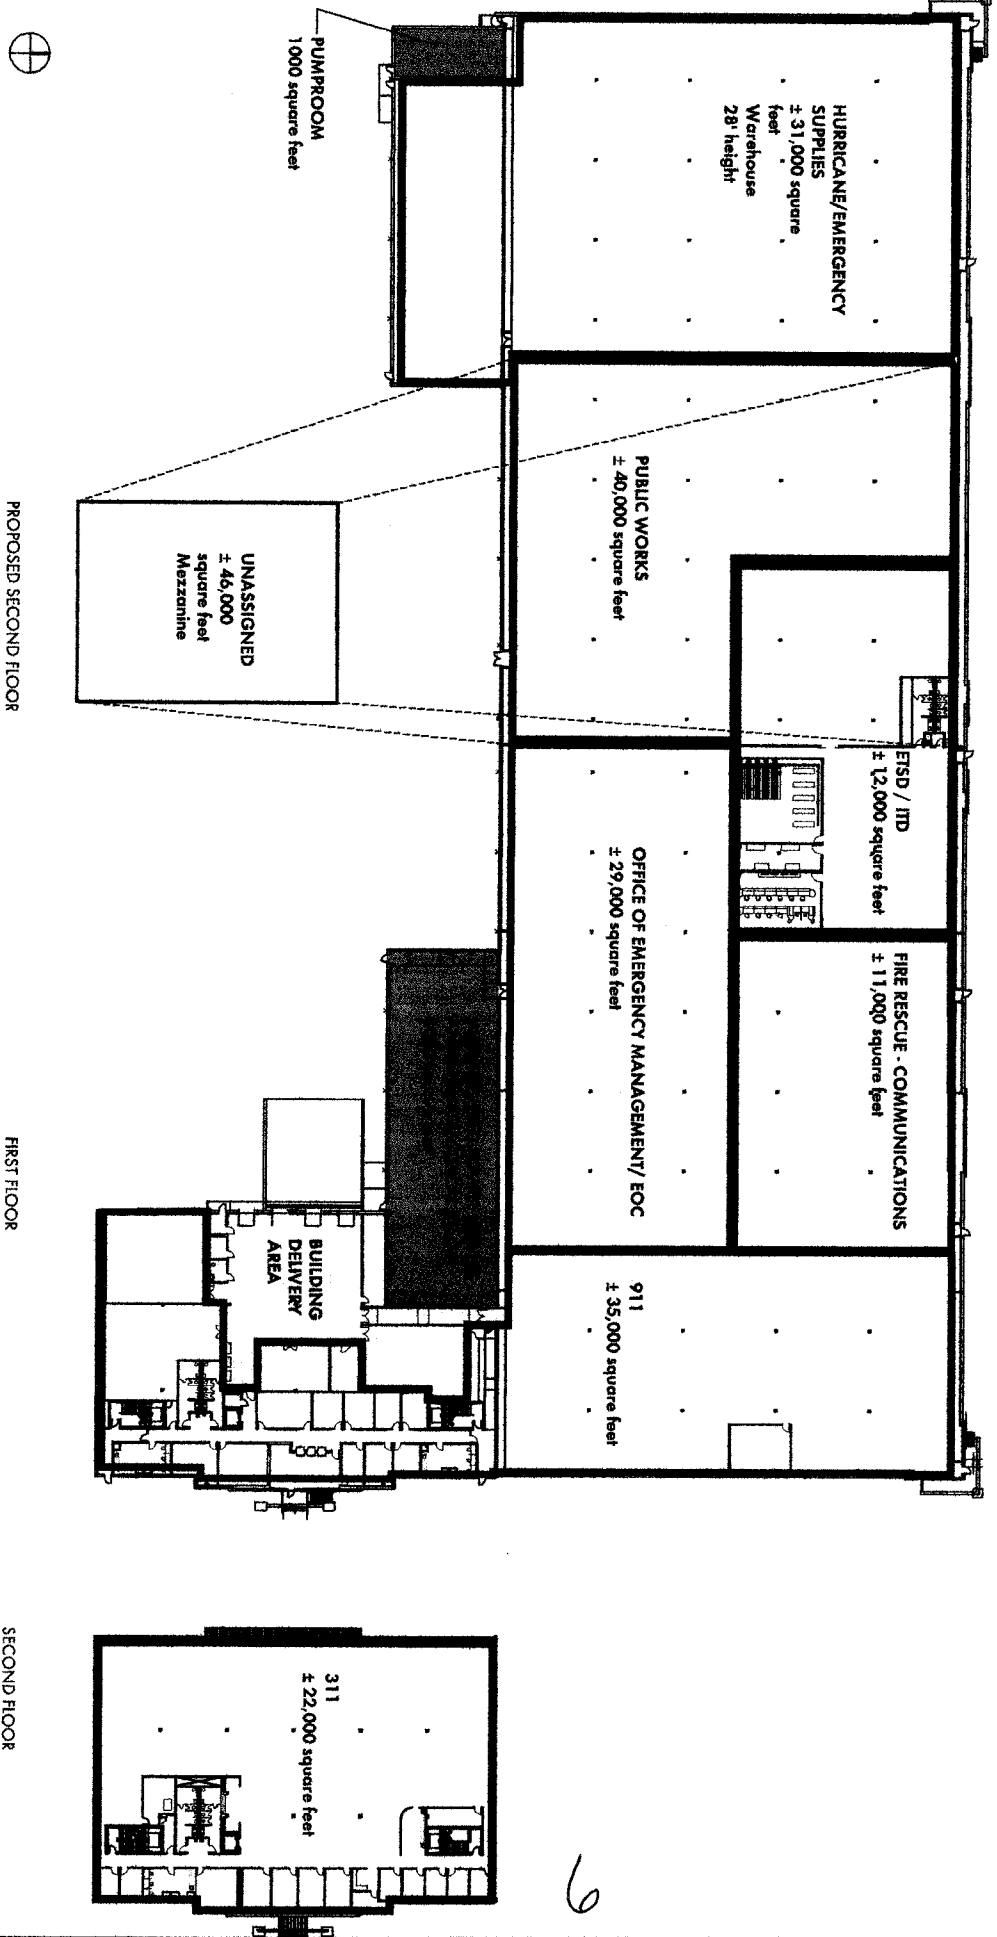 HURRICANE/EMERGENCY
SUPPLIES
± 31,000 square
feet
Warehouse
28' height
PUMPROOM
1000 square feet
PUBLIC WORKS
± 40,000 square feet
UNASSIGNED
± 46,000
square feet
Mezzanine
ETSD / ITD
± 12,000 square feet
OFFICE OF EMERGENCY MANAGEMENT/ EOC
± 29,000 square feet
FIRE RESCUE - COMMUNICATIONS
± 11,000 square feet
BUILDING
DELIVERY
AREA
911
± 35,000 square feet
311
± 22,000 square feet
PROPOSED SECOND FLOOR
FIRST FLOOR
SECOND FLOOR